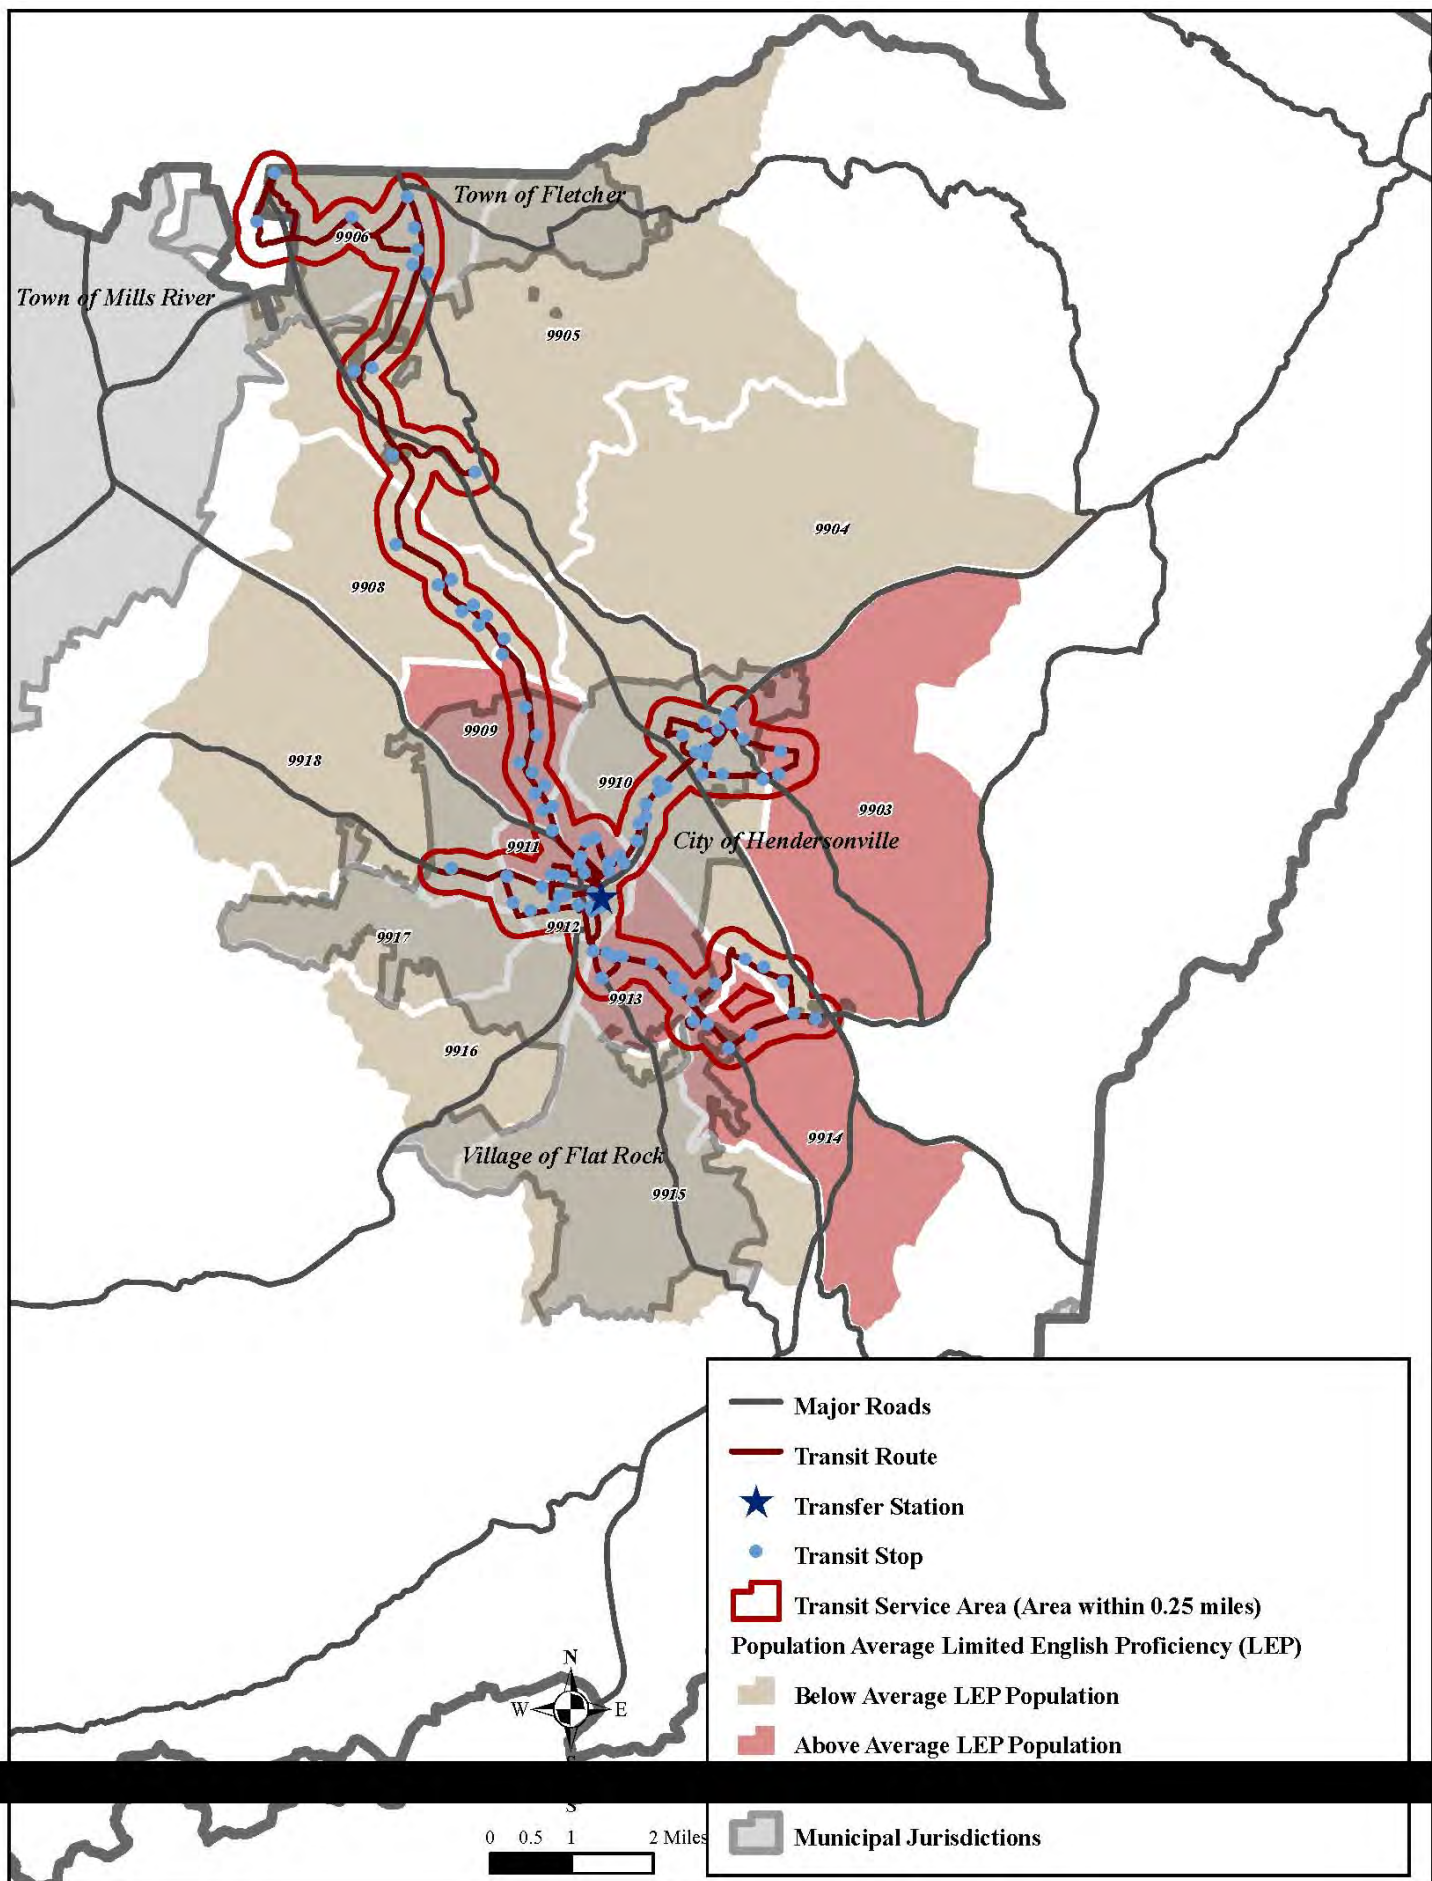 Town of Fletcher
9906
Town of Mills River
9905
9904
9908
9909
9918
9910
9903
City of Hendersonville
9911
9912
9917
9913
9916
9914
Village of Flat Rock
9915
Major Roads
Transit Route
Transfer Station
Transit Stop
Transit Service Area (Area within 0.25 miles)
Population Average Limited English Proficiency (LEP)
Below Average LEP Population
Above Average LEP Population
Municipal Jurisdictions
N
W E
S
0 0.5 1 2 Miles